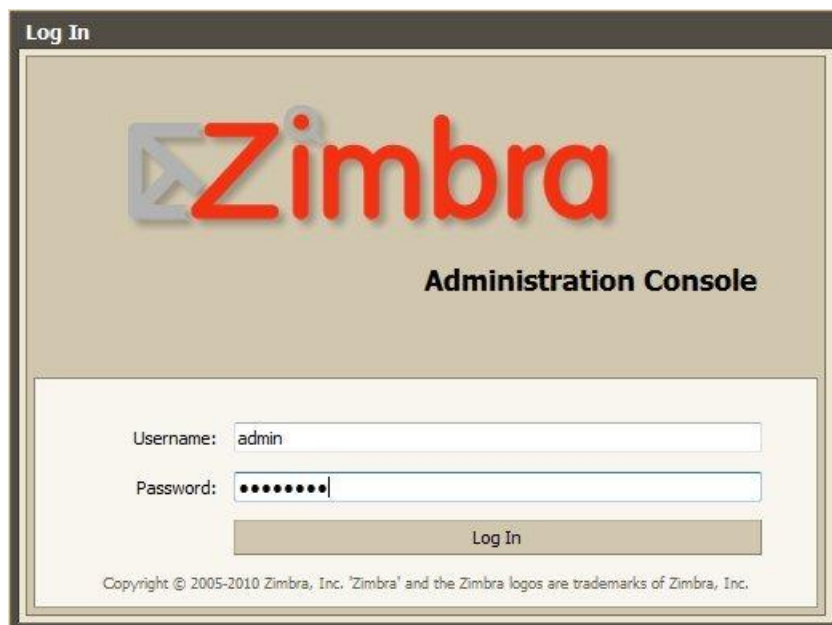 Log In
Zimbra
Administration Console
Username: admin
Password: ●●●●●●●●
Log In
Copyright © 2005-2010 Zimbra, Inc. 'Zimbra' and the Zimbra logos are trademarks of Zimbra, Inc.